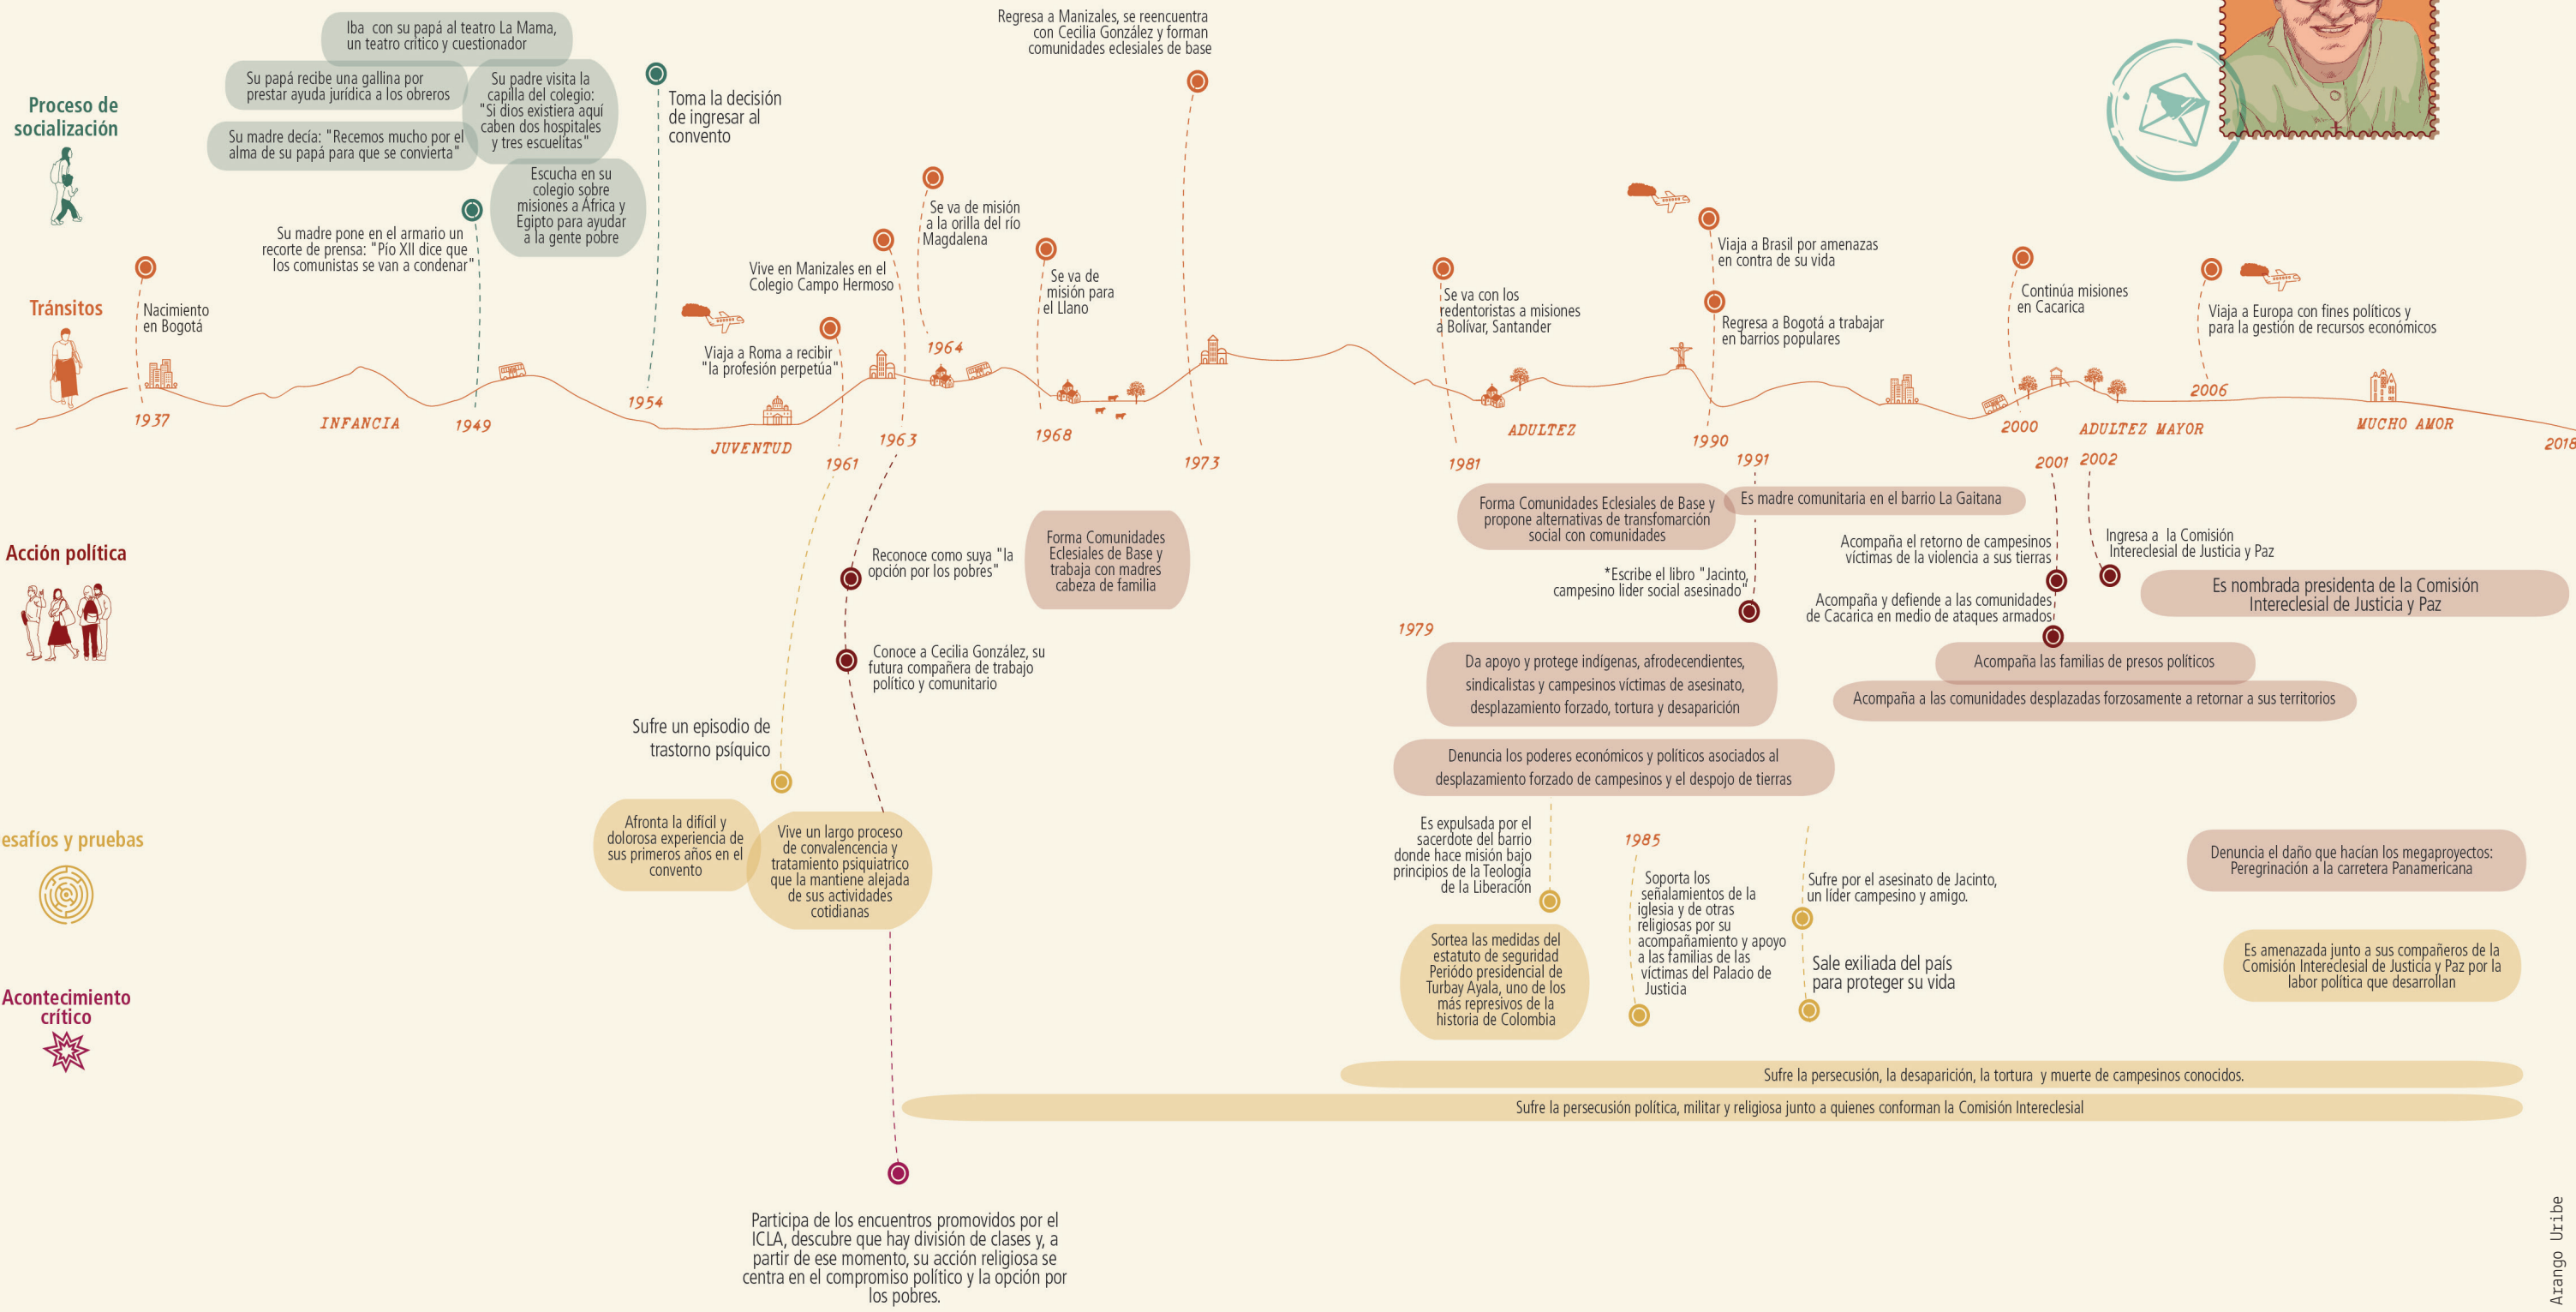 Proceso de
socialización
Iba con su papá al teatro La Mama,
un teatro crítico y cuestionador
Su papá recibe una gallina por
prestar ayuda jurídica a los obreros
Su madre decía: "Recemos mucho por el
alma de su papá para que se convierta"
Su padre visita la
capilla del colegio:
"Si dios existiera aquí
caben dos hospitales
y tres escuelitas"
Escucha en su
colegio sobre
misiones a África y
Egipto para ayudar
a la gente pobre
Su madre pone en el armario un
recorte de prensa: "Pío XII dice que
los comunistas se van a condenar"
Toma la decisión
de ingresar al
convento
Tránsitos
Nacimiento
en Bogotá
Viaja a Roma a recibir
"la profesión perpetúa"
Vive en Manizales en el
Colegio Campo Hermoso
Se va de misión
a la orilla del río
Magdalena
Se va de
misión para
el Llano
Regresa a Manizales, se reencuentra
con Cecilia González y forman
comunidades eclesiales de base
Se va con los
redentoristas a misiones
a Bolívar, Santander
Viaja a Brasil por amenazas
en contra de su vida
Regresa a Bogotá a trabajar
en barrios populares
Continúa misiones
en Cacarica
Viaja a Europa con fines políticos y
para la gestión de recursos económicos
1937
INFANCIA
1949
1954
JUVENTUD
1961
1963
1964
1968
1973
1981
ADULTEZ
1990
1991
2000
2001
2002
ADULTEZ MAYOR
2006
MUCHO AMOR
2018
Acción política
Reconoce como suya "la
opción por los pobres"
Conoce a Cecilia González, su
futura compañera de trabajo
político y comunitario
Forma Comunidades
Eclesiales de Base y
trabaja con madres
cabeza de familia
Forma Comunidades Eclesiales de Base y
propone alternativas de transfomarción
social con comunidades
Es madre comunitaria en el barrio La Gaitana
*Escribe el libro "Jacinto,
campesino líder social asesinado"
Acompaña el retorno de campesinos
víctimas de la violencia a sus tierras
Acompaña y defiende a las comunidades
de Cacarica en medio de ataques armados
Ingresa a la Comisión
Intereclesial de Justicia y Paz
Es nombrada presidenta de la Comisión
Intereclesial de Justicia y Paz
1979
Da apoyo y protege indígenas, afrodecendientes,
sindicalistas y campesinos víctimas de asesinato,
desplazamiento forzado, tortura y desaparición
Acompaña las familias de presos políticos
Acompaña a las comunidades desplazadas forzosamente a retornar a sus territorios
Denuncia los poderes económicos y políticos asociados al
desplazamiento forzado de campesinos y el despojo de tierras
esafíos y pruebas
Sufre un episodio de
trastorno psíquico
Afronta la difícil y
dolorosa experiencia de
sus primeros años en el
convento
Vive un largo proceso
de convalencencia y
tratamiento psiquiatrico
que la mantiene alejada
de sus actividades
cotidianas
Es expulsada por el
sacerdote del barrio
donde hace misión bajo
principios de la Teología
de la Liberación
Sortea las medidas del
estatuto de seguridad
Periódo presidencial de
Turbay Ayala, uno de los
más represivos de la
historia de Colombia
1985
Soporta los
señalamientos de la
iglesia y de otras
religiosas por su
acompañamiento y apoyo
a las familias de las
víctimas del Palacio de
Justicia
Sufre por el asesinato de Jacinto,
un líder campesino y amigo.
Sale exiliada del país
para proteger su vida
Denuncia el daño que hacían los megaproyectos:
Peregrinación a la carretera Panamericana
Es amenazada junto a sus compañeros de la
Comisión Intereclesial de Justicia y Paz por la
labor política que desarrollan
Acontecimiento
crítico
Sufre la persecusión, la desaparición, la tortura y muerte de campesinos conocidos.
Sufre la persecusión política, militar y religiosa junto a quienes conforman la Comisión Intereclesial
Participa de los encuentros promovidos por el
ICLA, descubre que hay división de clases y, a
partir de ese momento, su acción religiosa se
centra en el compromiso político y la opción por
los pobres.
Arango Uribe